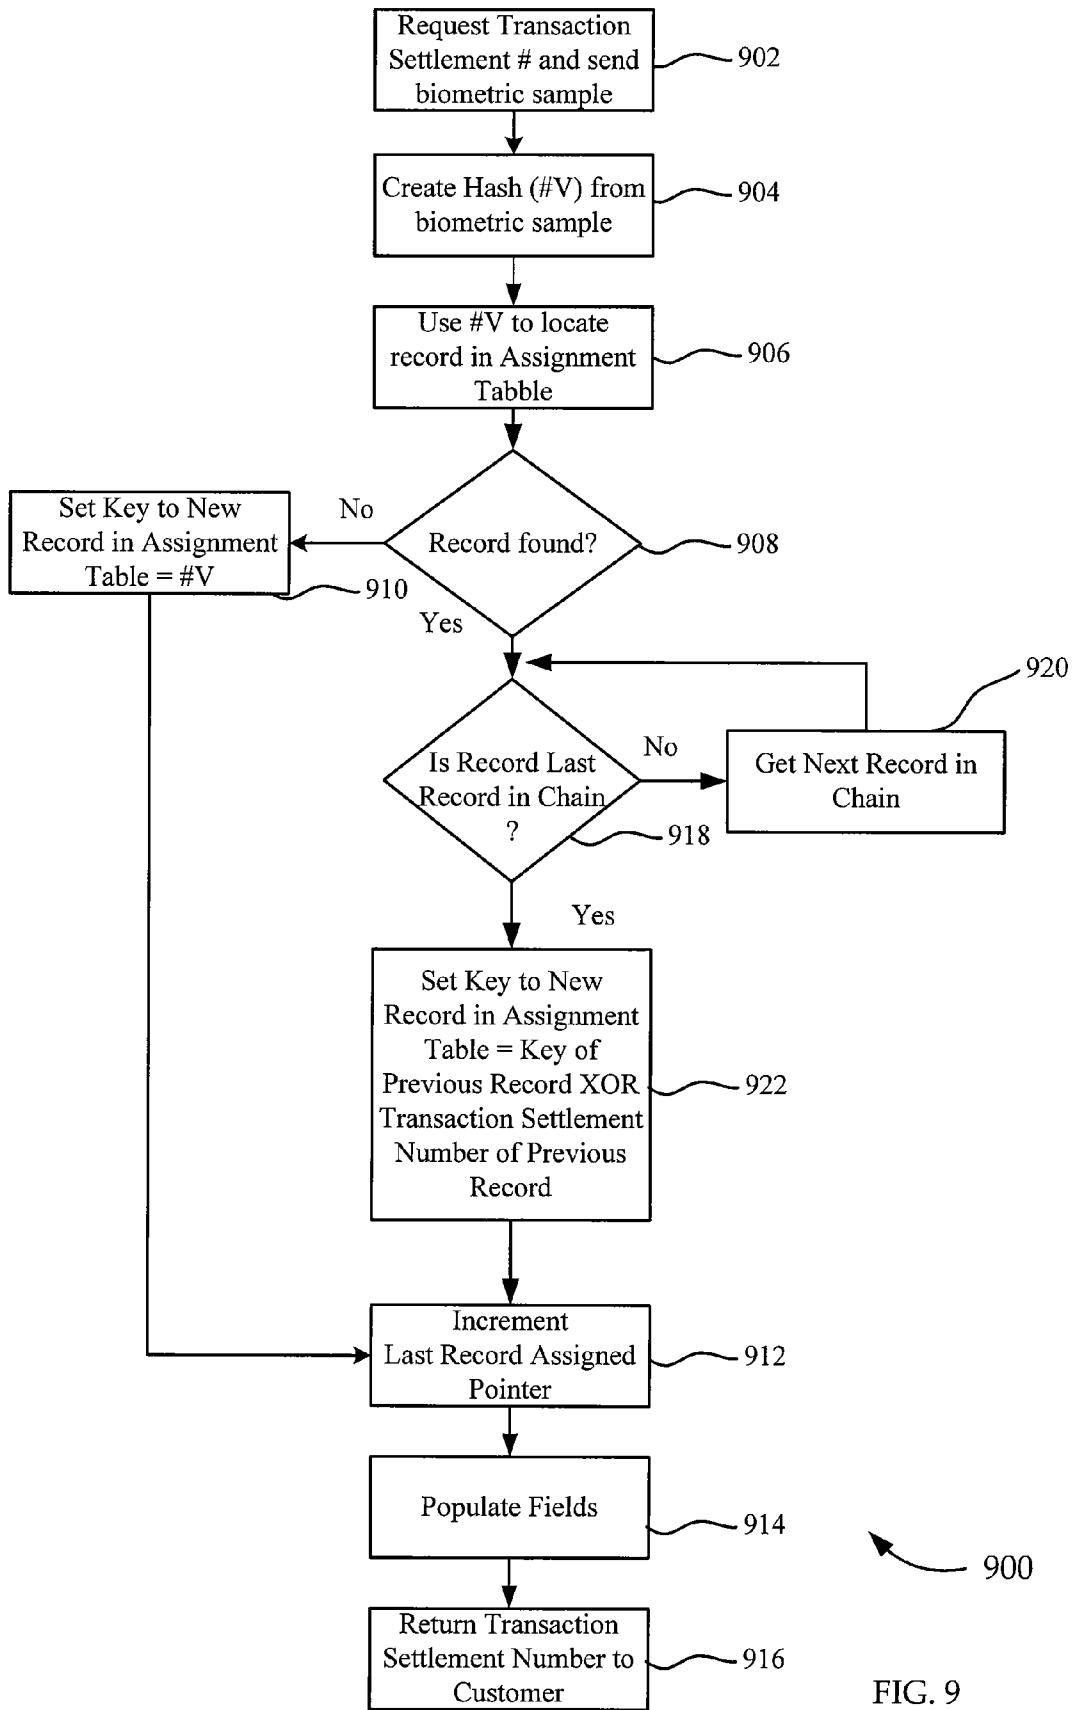 Request Transaction
Settlement # and send
biometric sample
902
Create Hash (#V) from
biometric sample
904
Use #V to locate
record in Assignment
Tabble
906
Set Key to New
Record in Assignment
Table = #V
910
No
Record found?
908
Yes
920
Is Record Last
Record in Chain
?
918
No
Get Next Record in
Chain
Yes
Set Key to New
Record in Assignment
Table = Key of
Previous Record XOR
Transaction Settlement
Number of Previous
Record
922
Increment
Last Record Assigned
Pointer
912
Populate Fields
914
900
Return Transaction
Settlement Number to
Customer
916
FIG. 9